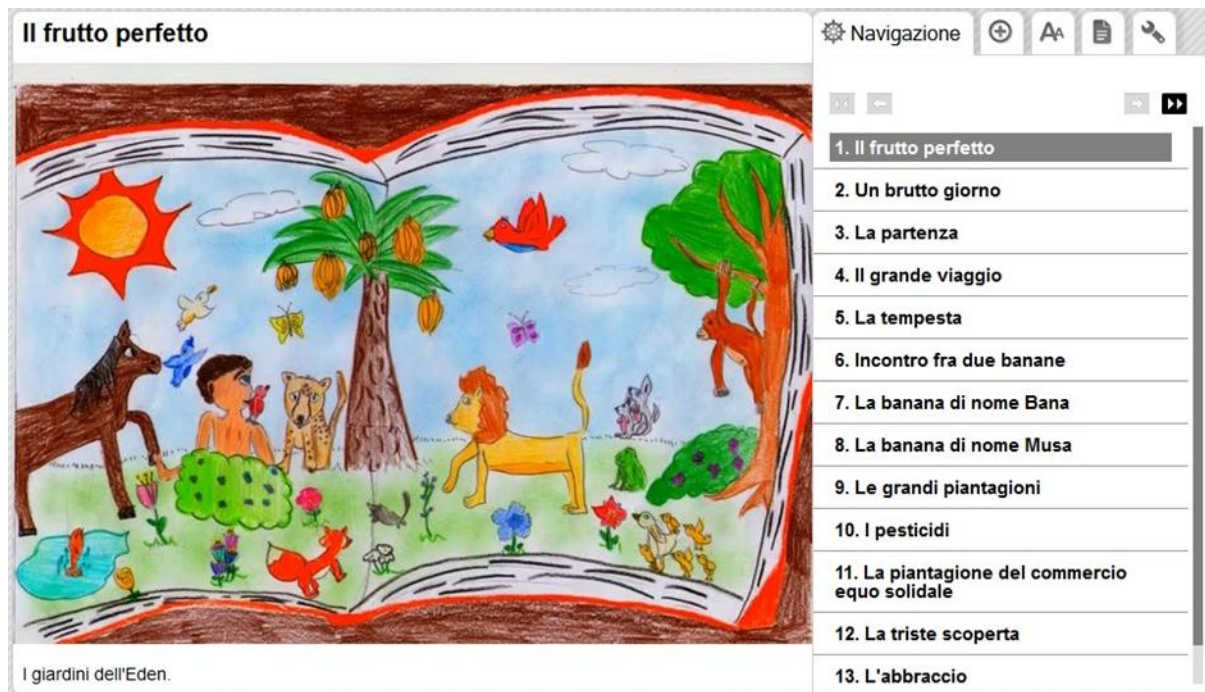 Il frutto perfetto
Navigazione
AA
1. Il frutto perfetto
2. Un brutto giorno
3. La partenza
4. Il grande viaggio
5. La tempesta
6. Incontro fra due banane
7. La banana di nome Bana
8. La banana di nome Musa
9. Le grandi piantagioni
10. I pesticidi
11. La piantagione del commercio
equo solidale
12. La triste scoperta
13. L'abbraccio
I giardini dell'Eden.